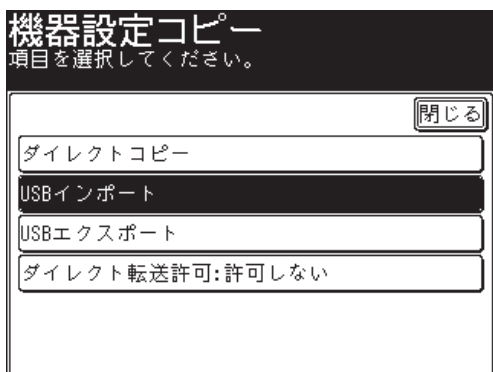 機器設定コピー
項目を選択してください。
閉じる
ダイレクトコピー
USBインポート
USBエクスポート
ダイレクト転送許可:許可しない